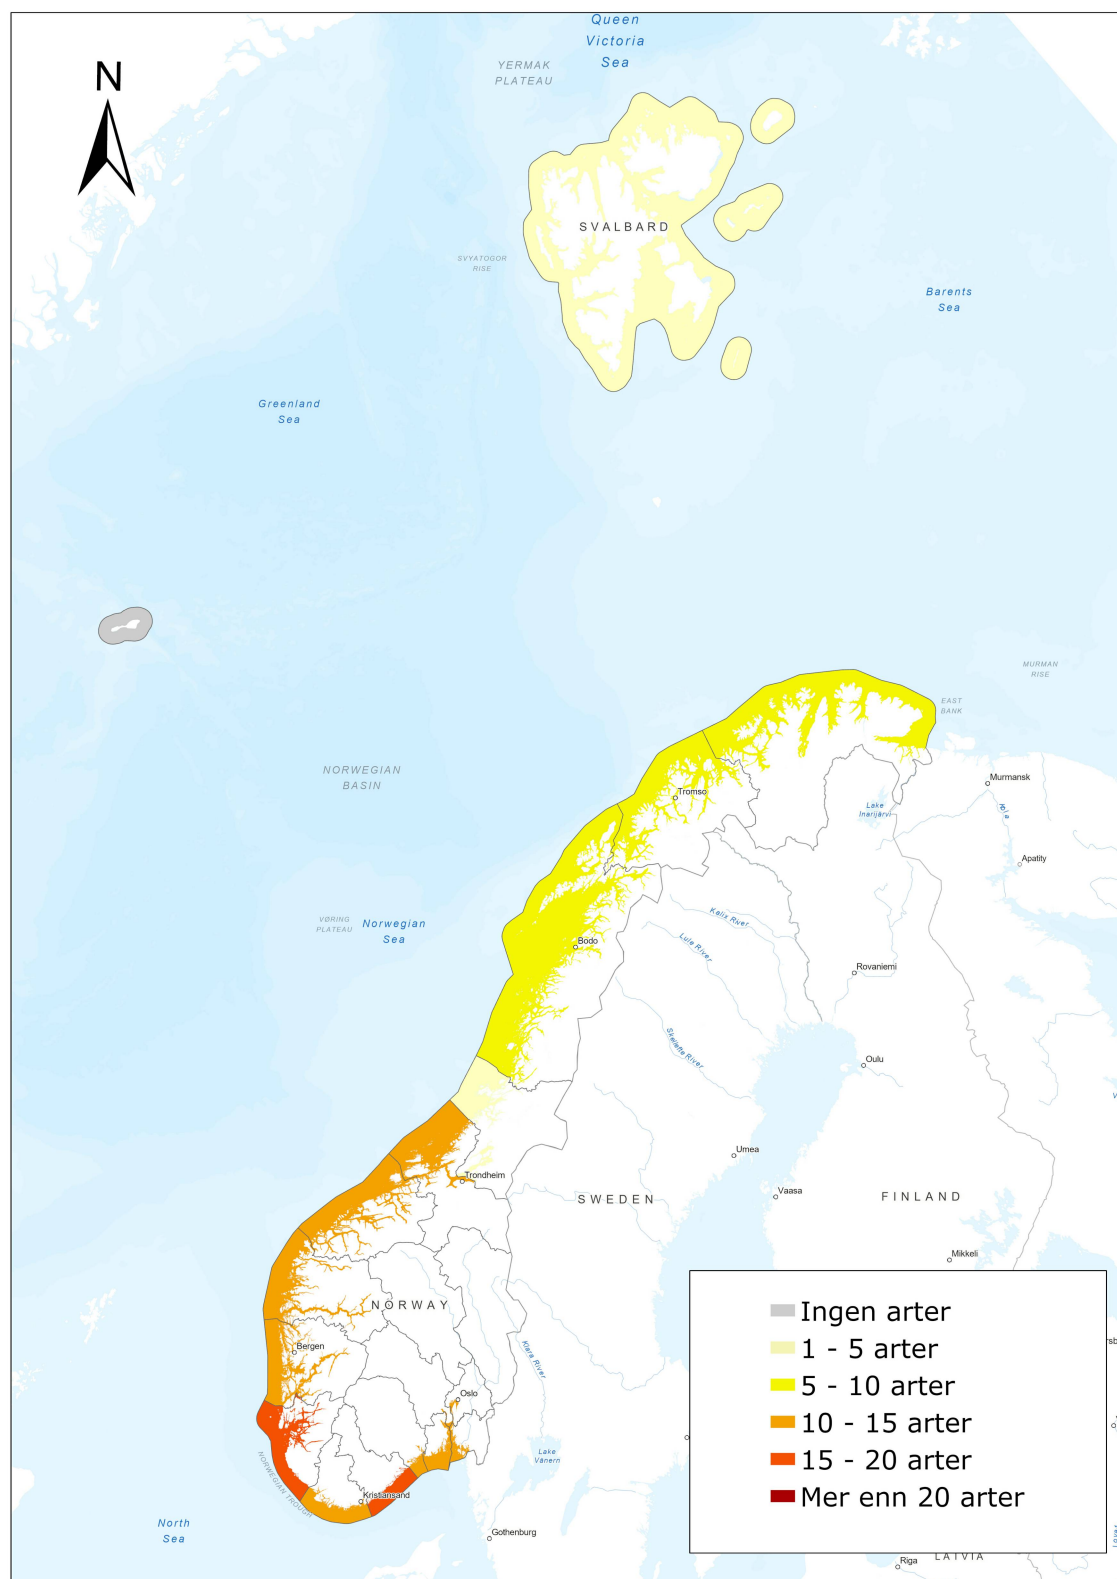 Queen
Victoria
Sea
YERMAK
PLATEAU
N
SVALBARD
SVYATOGOR
RISE
Barents
Sea
Greenland
Sea
MURMAN
RISE
EAST
BANK
NORWEGIAN
BASIN
Murmansk
Tromso
Lake
Inarijärvi
Kola
Apatity
VØRING
PLATEAU
Norwegian
Sea
Kalix River
Lule River
Bodo
Rovaniemi
Skellefte River
Oulu
Umea
Trondheim
Vaasa
SWEDEN
FINLAND
Mikkeli
NORWAY
Bergen
Klara River
Oslo
Lake
Vänern
NORWEGIAN TROUGH
Kristiansand
North
Sea
Gothenburg
Ingen arter
1 - 5 arter
5 - 10 arter
10 - 15 arter
15 - 20 arter
Mer enn 20 arter
LATVIA
Riga